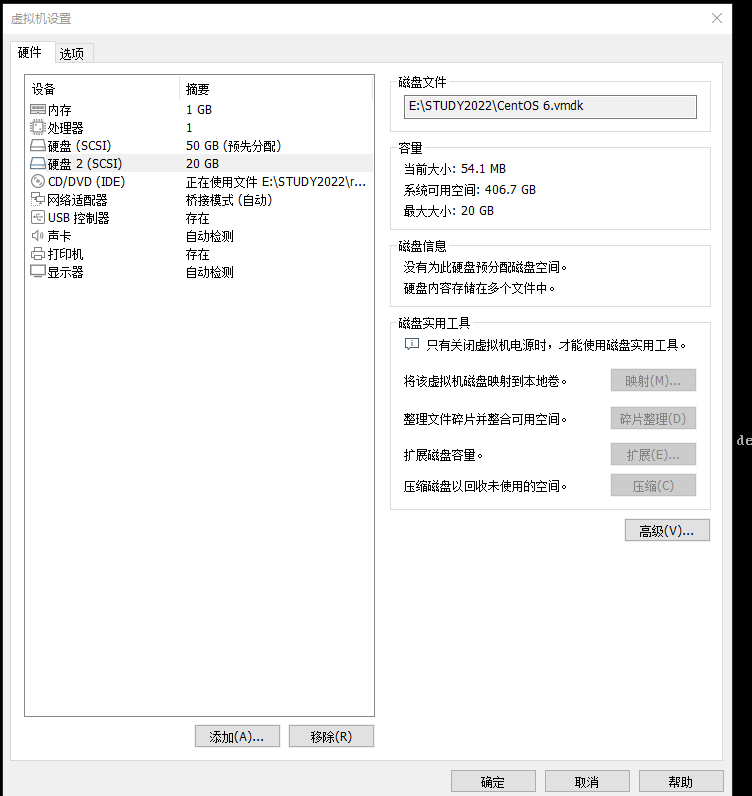 虚拟机设置
硬件 选项
设备 摘要
内存 1 GB
处理器 1
硬盘 (SCSI) 50 GB (预先分配)
硬盘 2 (SCSI) 20 GB
CD/DVD (IDE) 正在使用文件 E:\STUDY2022\r...
网络适配器 桥接模式 (自动)
USB 控制器 存在
声卡 自动检测
打印机 存在
显示器 自动检测
添加(A)... 移除(R)
磁盘文件
E:\STUDY2022\CentOS 6.vmdk
容量
当前大小: 54.1 MB
系统可用空间: 406.7 GB
最大大小: 20 GB
磁盘信息
没有为此硬盘预分配磁盘空间。
硬盘内容存储在多个文件中。
磁盘实用工具
只有关闭虚拟机电源时，才能使用磁盘实用工具。
将该虚拟机磁盘映射到本地卷。 映射(M)...
整理文件碎片并整合可用空间。 碎片整理(D)
扩展磁盘容量。 扩展(E)...
压缩磁盘以回收未使用的空间。 压缩(C)
高级(V)...
确定 取消 帮助
de